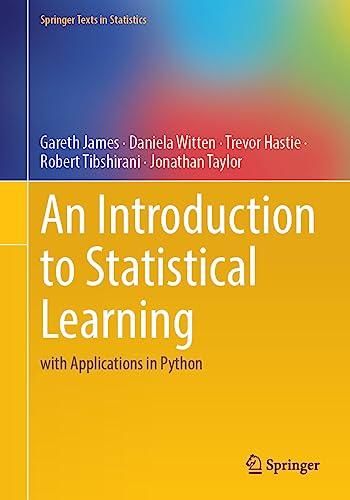 Springer Texts in Statistics
Gareth James · Daniela Witten · Trevor Hastie ·
Robert Tibshirani · Jonathan Taylor
An Introduction
to Statistical
Learning
with Applications in Python
Springer